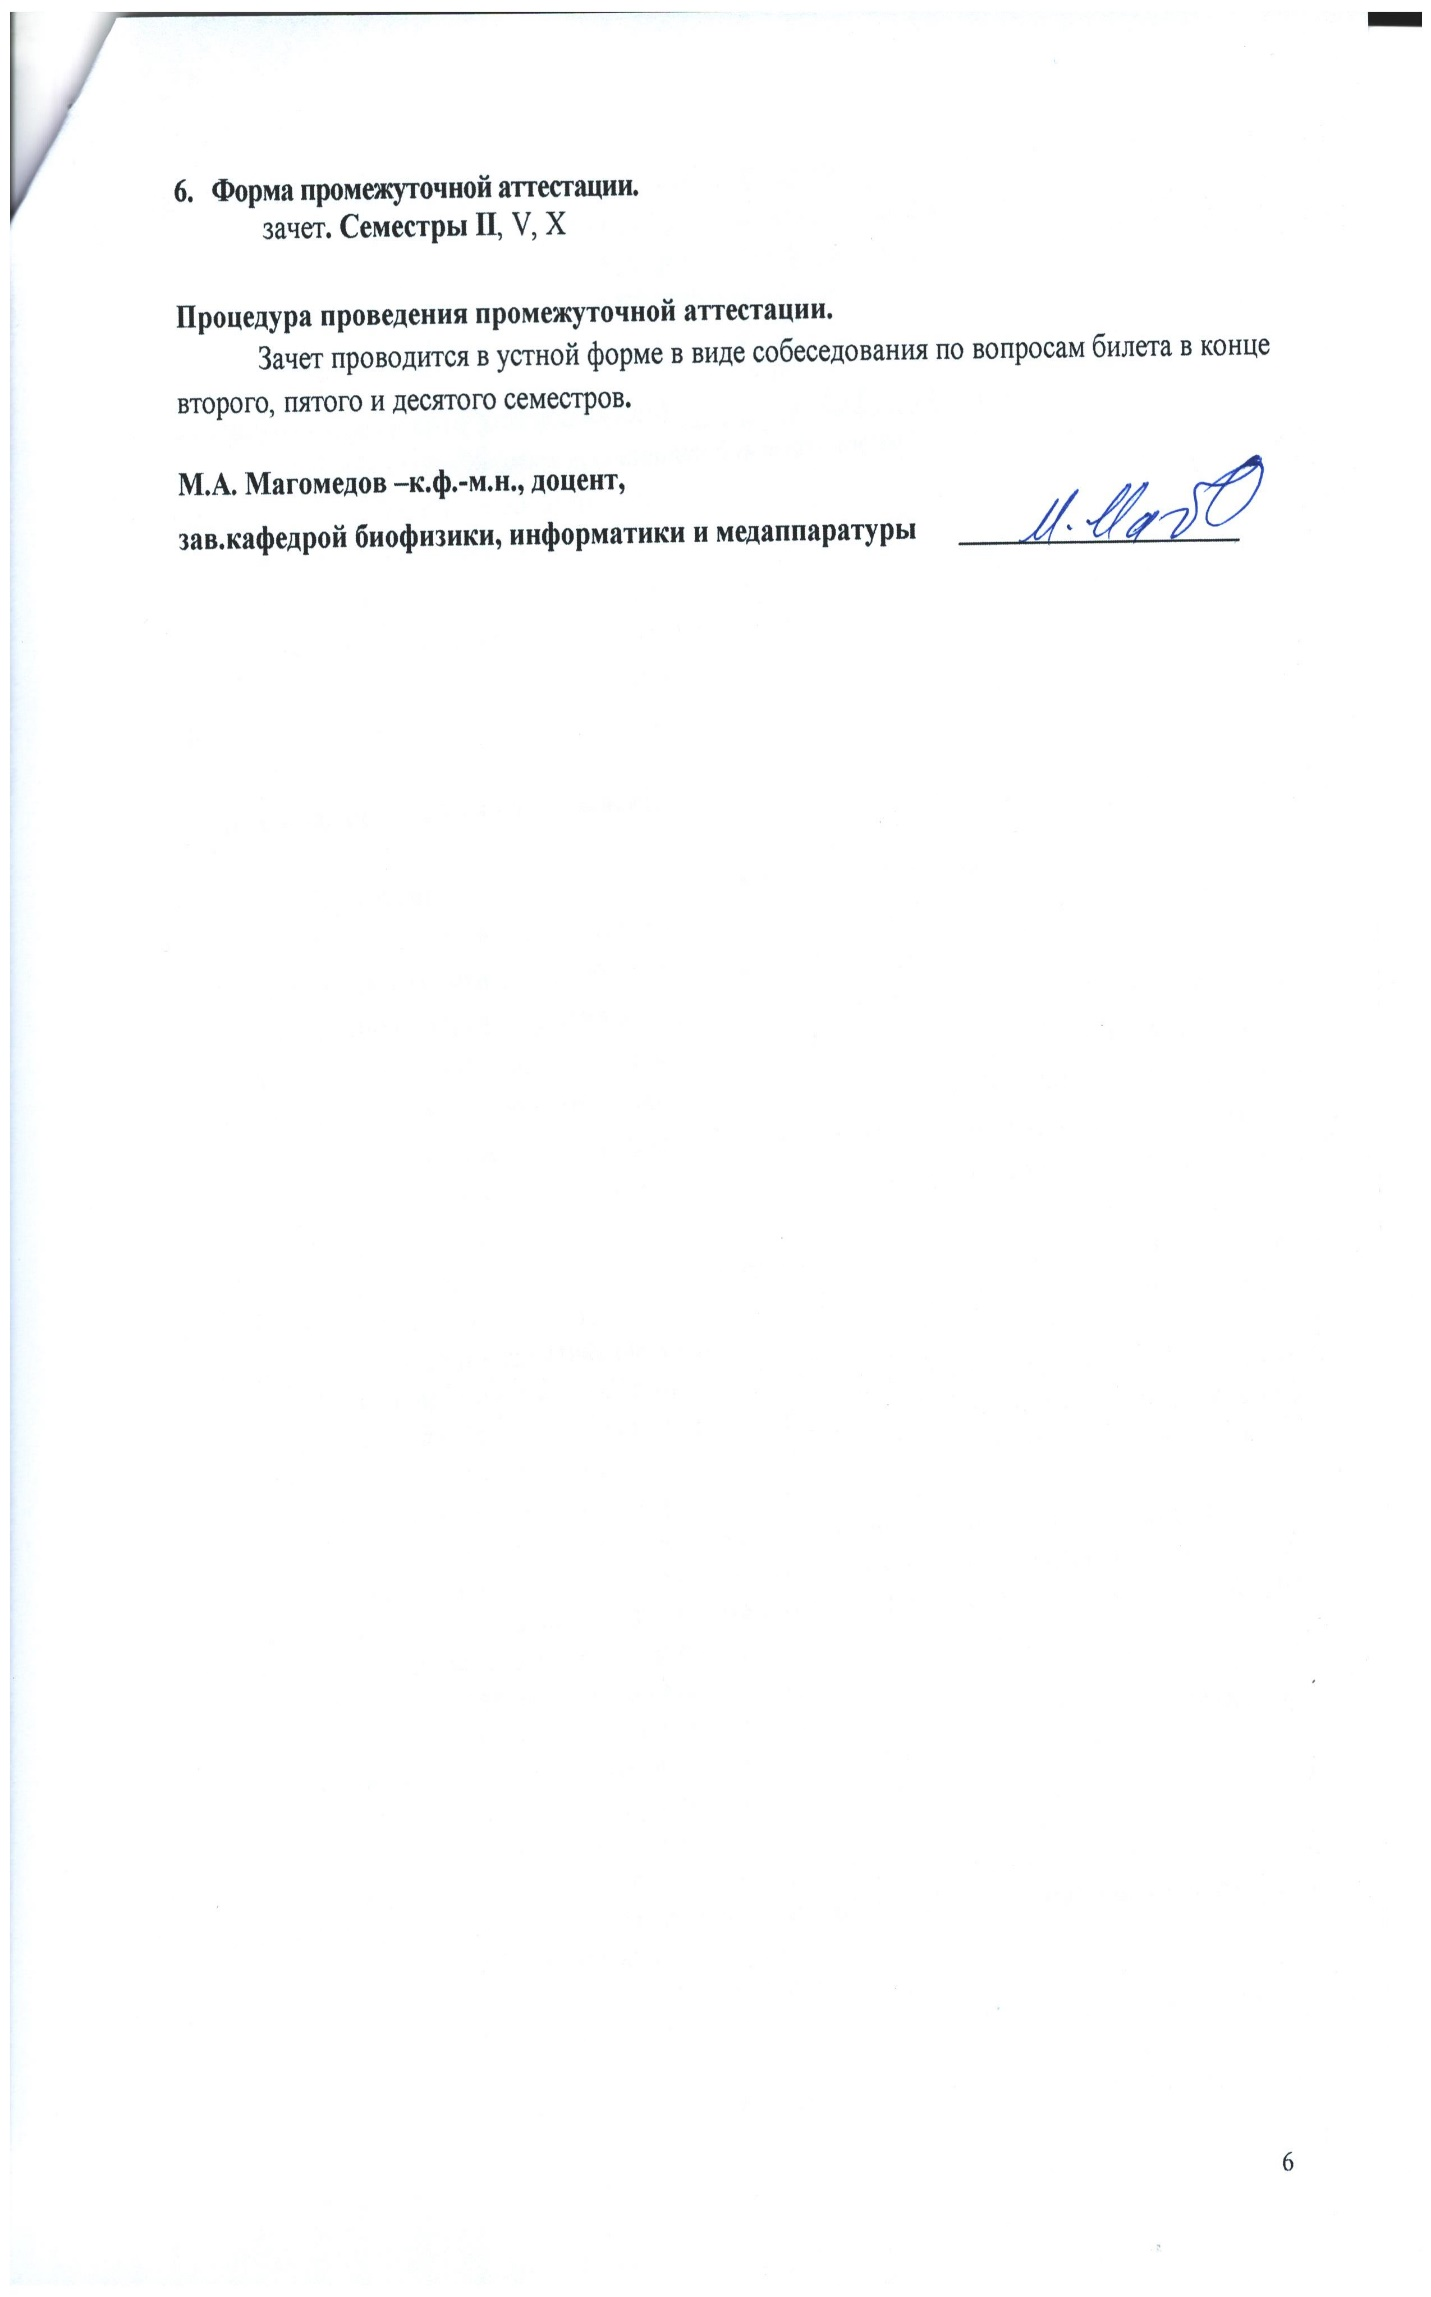 6. Форма промежуточной аттестации.
зачет. Семестры II, V, X
Процедура проведения промежуточной аттестации.
Зачет проводится в устной форме в виде собеседования по вопросам билета в конце
второго, пятого и десятого семестров.
М.А. Магомедов –к.ф.-м.н., доцент,
зав.кафедрой биофизики, информатики и медаппаратуры
6